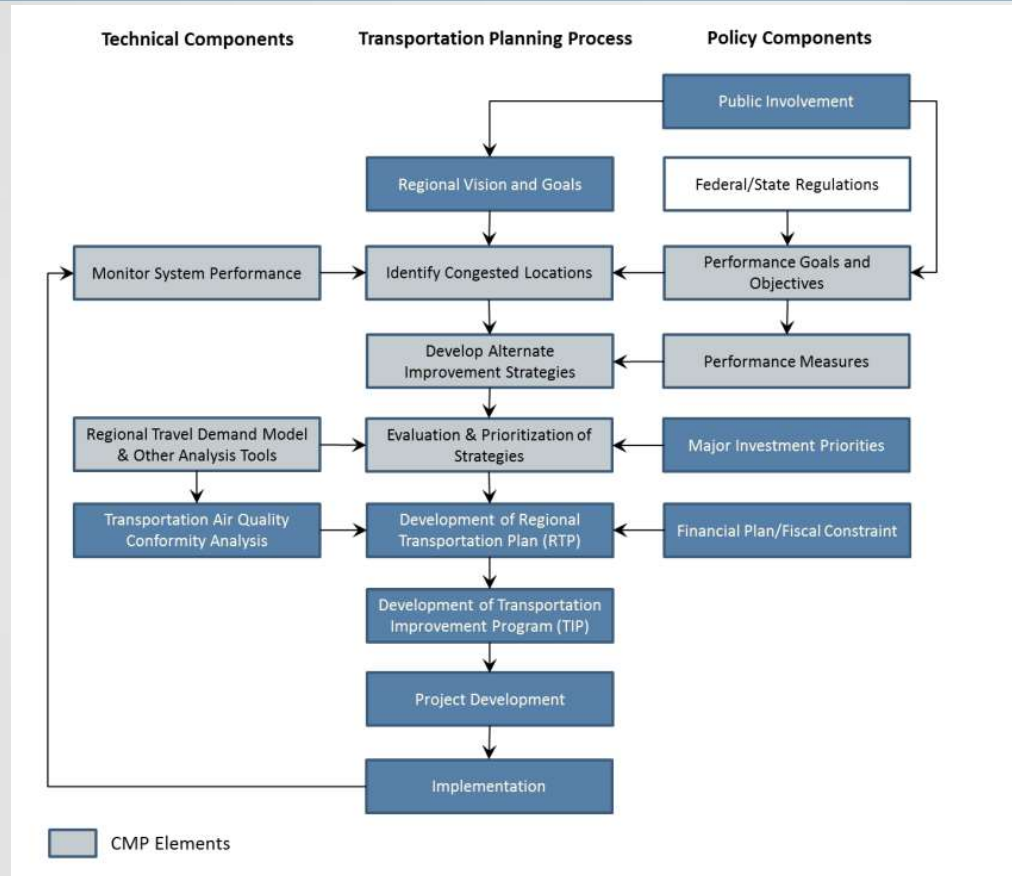 Technical Components
Transportation Planning Process
Policy Components
Public Involvement
Regional Vision and Goals
Federal/State Regulations
Monitor System Performance
Identify Congested Locations
Performance Goals and
Objectives
Develop Alternate
Improvement Strategies
Performance Measures
Regional Travel Demand Model
& Other Analysis Tools
Evaluation & Prioritization of
Strategies
Major Investment Priorities
Transportation Air Quality
Conformity Analysis
Development of Regional
Transportation Plan (RTP)
Financial Plan/Fiscal Constraint
Development of Transportation
Improvement Program (TIP)
Project Development
Implementation
CMP Elements